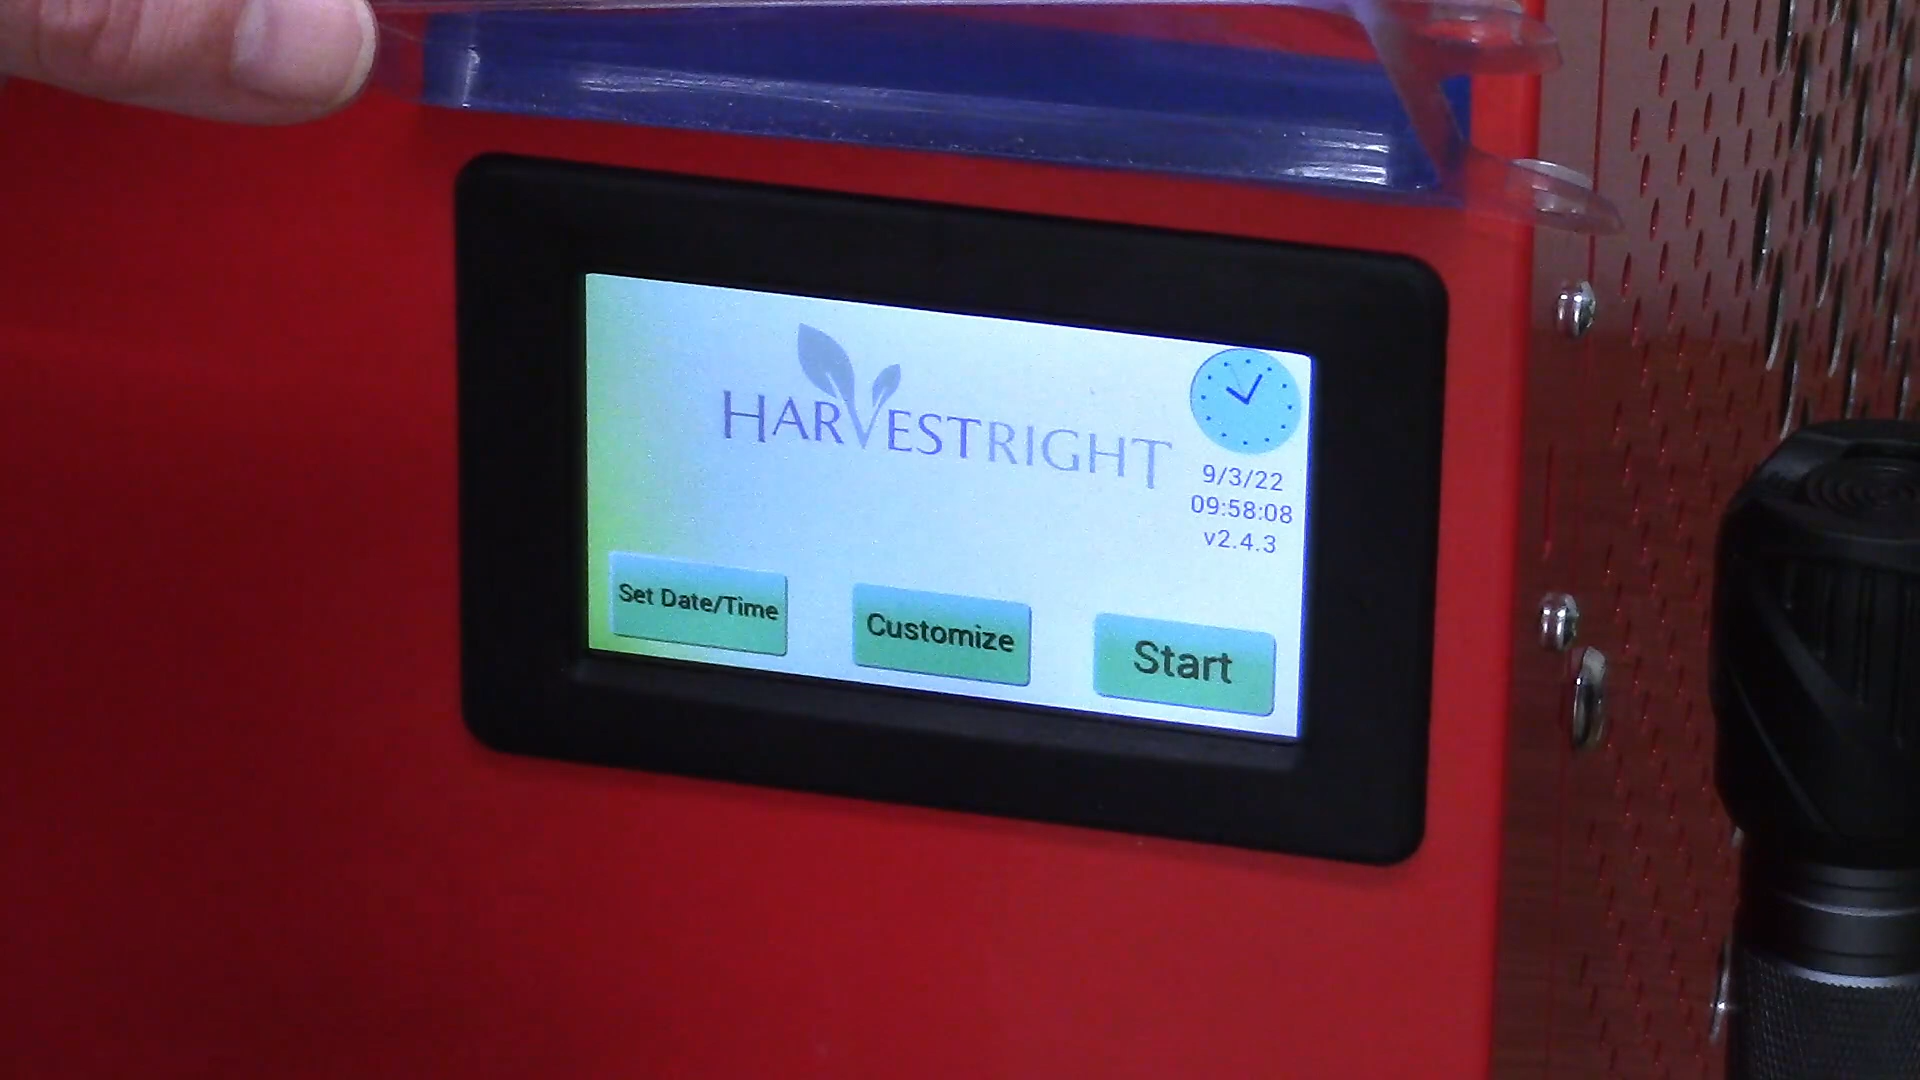 HARVESTRIGHT
9/3/22
09:58:08
v2.4.3
Set Date/Time
Customize
Start